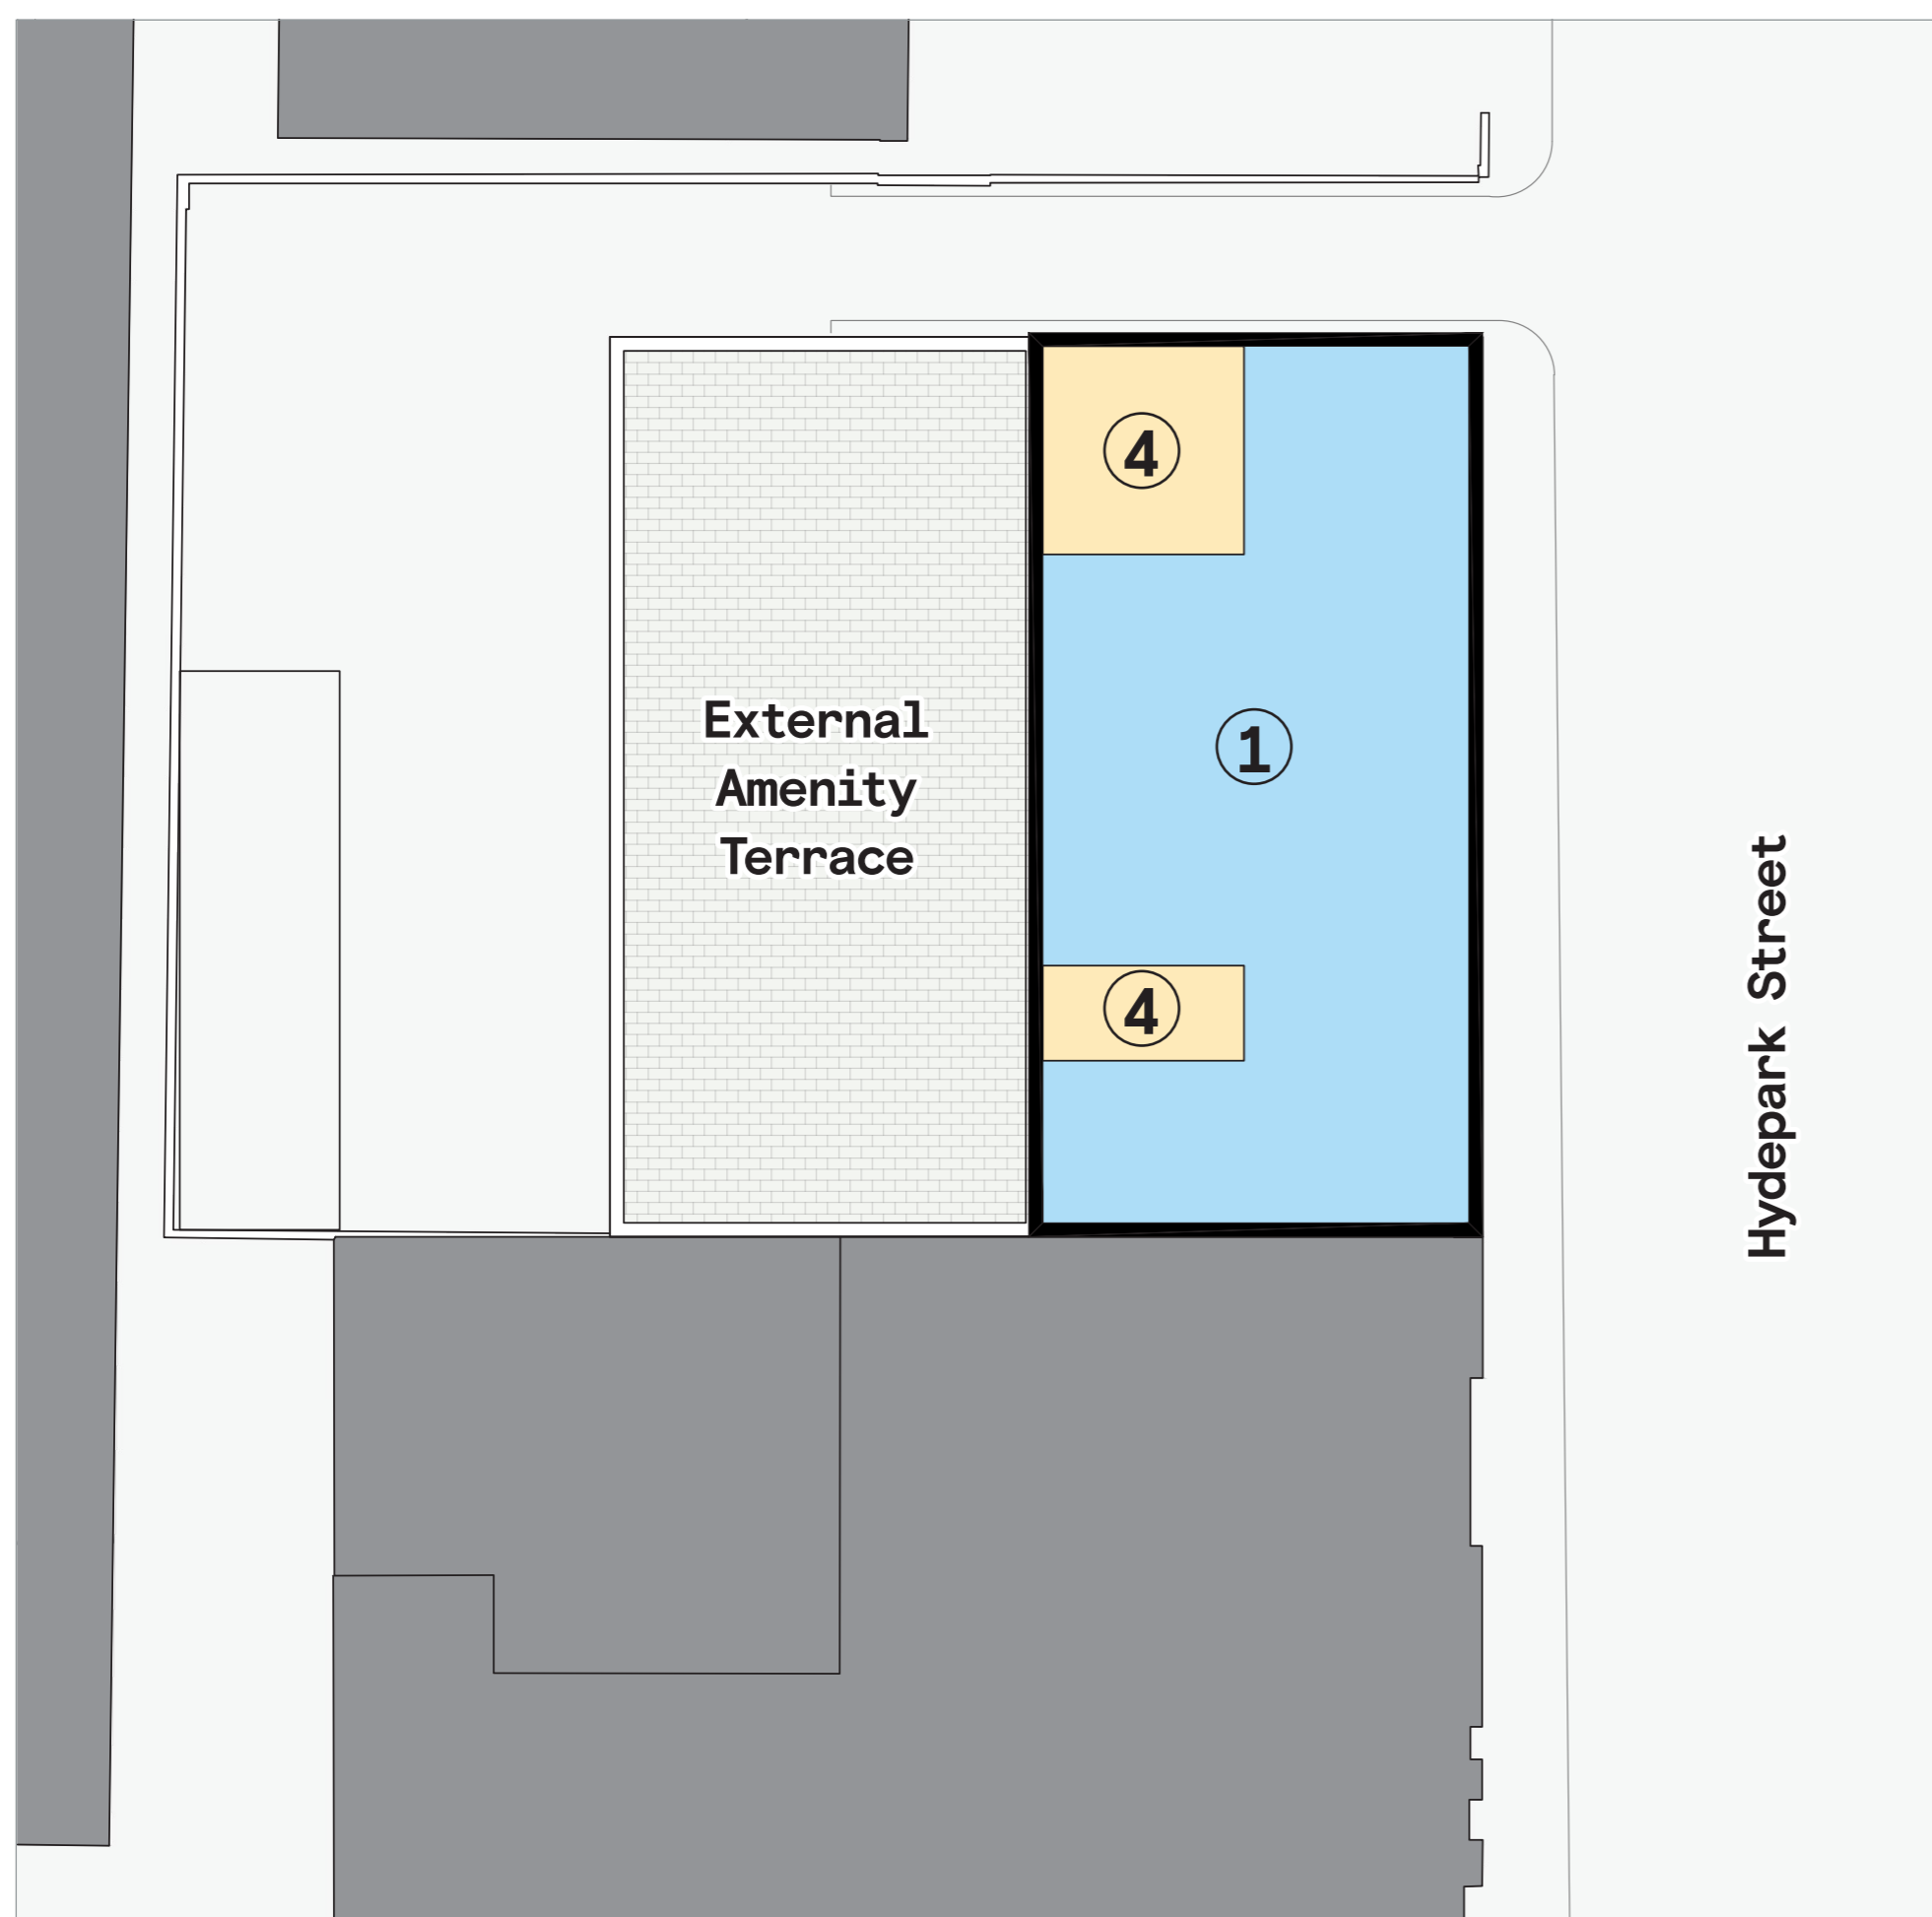 ④
External
Amenity
Terrace
①
④
Hydepark Street